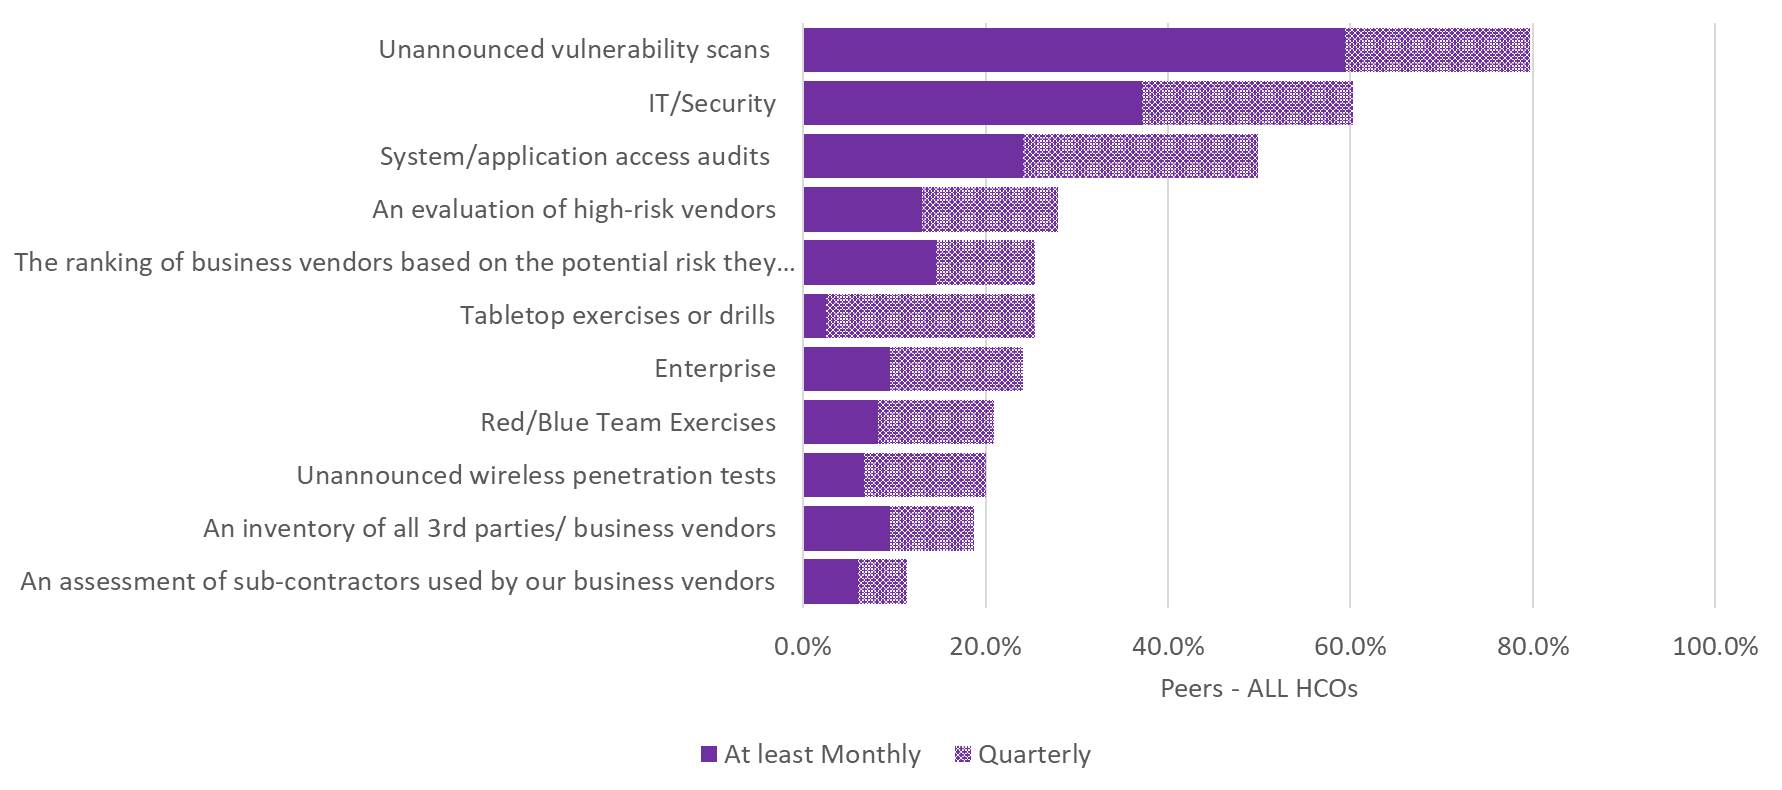 Unannounced vulnerability scans
IT/Security
System/application access audits
An evaluation of high-risk vendors
The ranking of business vendors based on the potential risk they...
Tabletop exercises or drills
Enterprise
Red/Blue Team Exercises
Unannounced wireless penetration tests
An inventory of all 3rd parties/ business vendors
An assessment of sub-contractors used by our business vendors
0.0% 20.0% 40.0% 60.0% 80.0% 100.0%
Peers - ALL HCOs
At least Monthly Quarterly